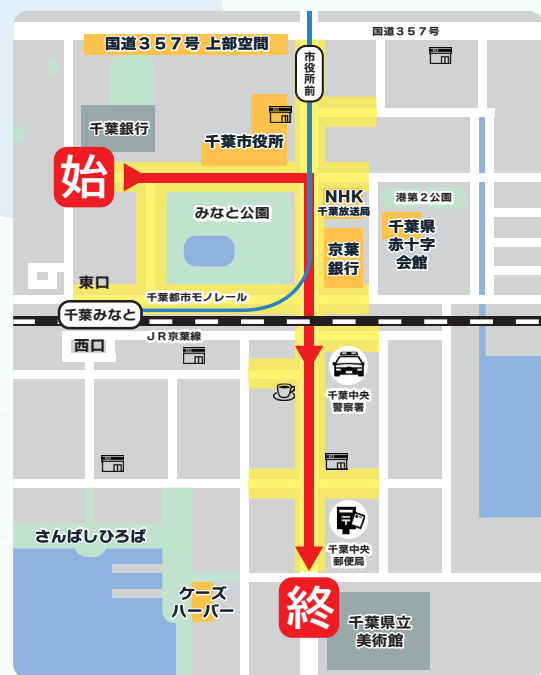 国道３５７号
国道３５７号 上部空間
市役所前
千葉銀行
千葉市役所
始
NHK
千葉放送局
港第２公園
みなと公園
千葉県
赤十字
会館
京葉
銀行
東口
千葉都市モノレール
千葉みなと
ＪＲ京葉線
西口
千葉中央
警察署
さんばしひろば
千葉中央
郵便局
ケーズ
ハーバー
終
千葉県立
美術館